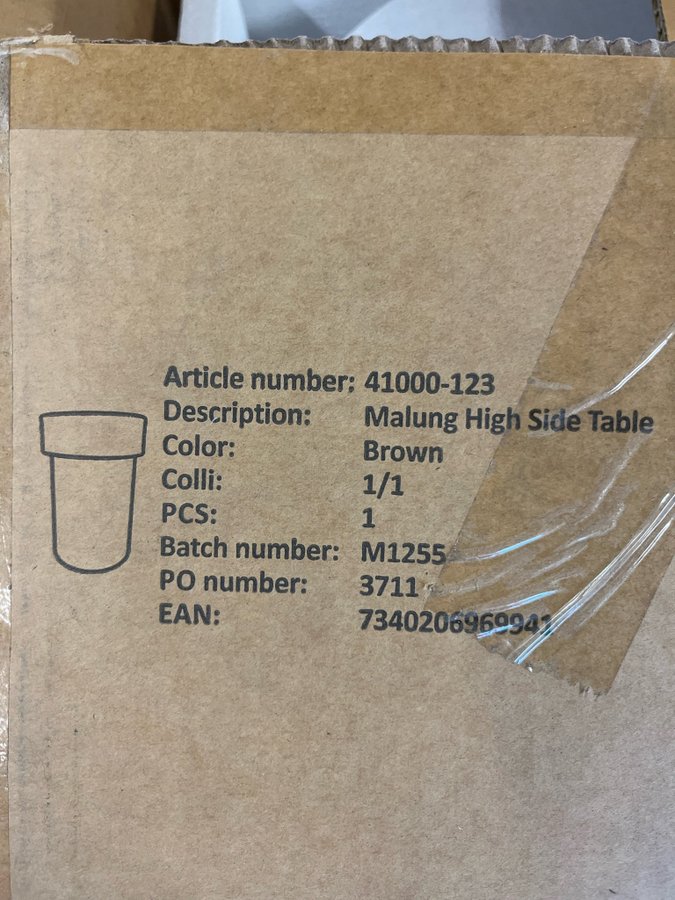 Article number: 41000-123
Description: Malung High Side Table
Color: Brown
Colli: 1/1
PCS: 1
Batch number: M1255
PO number: 3711
EAN: 7340206969941